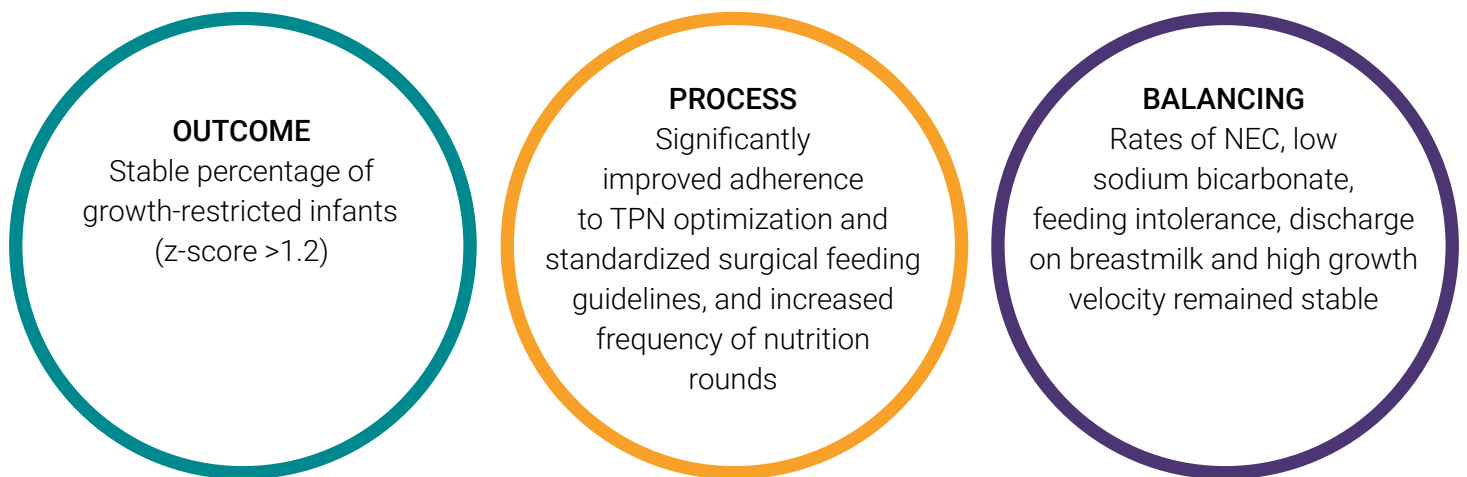 OUTCOME
Stable percentage of
growth-restricted infants
(z-score >1.2)
PROCESS
Significantly
improved adherence
to TPN optimization and
standardized surgical feeding
guidelines, and increased
frequency of nutrition
rounds
BALANCING
Rates of NEC, low
sodium bicarbonate,
feeding intolerance, discharge
on breastmilk and high growth
velocity remained stable